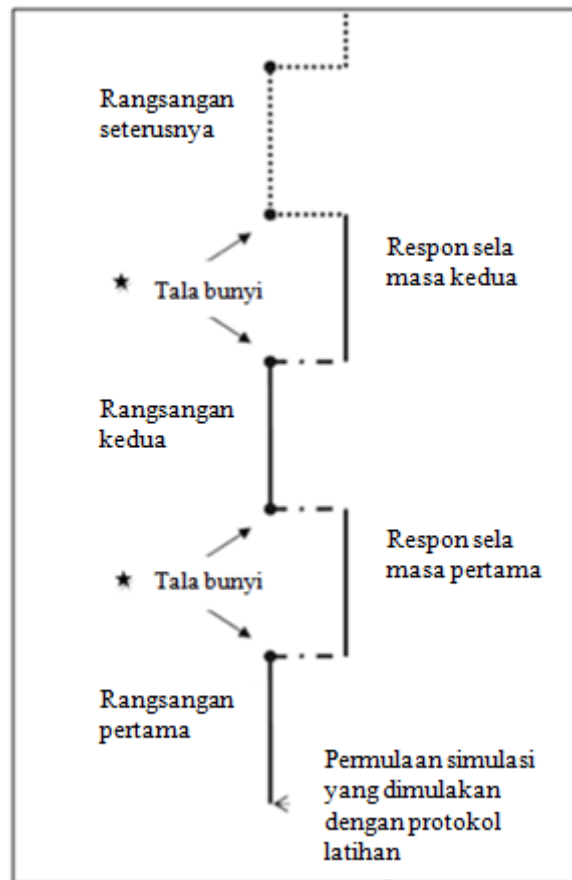 Rangsangan
seterusnya
Respon sela
masa kedua
Tala bunyi
Rangsangan
kedua
Respon sela
masa pertama
Tala bunyi
Rangsangan
pertama
Permulaan simulasi
yang dimulakan
dengan protokol
latihan